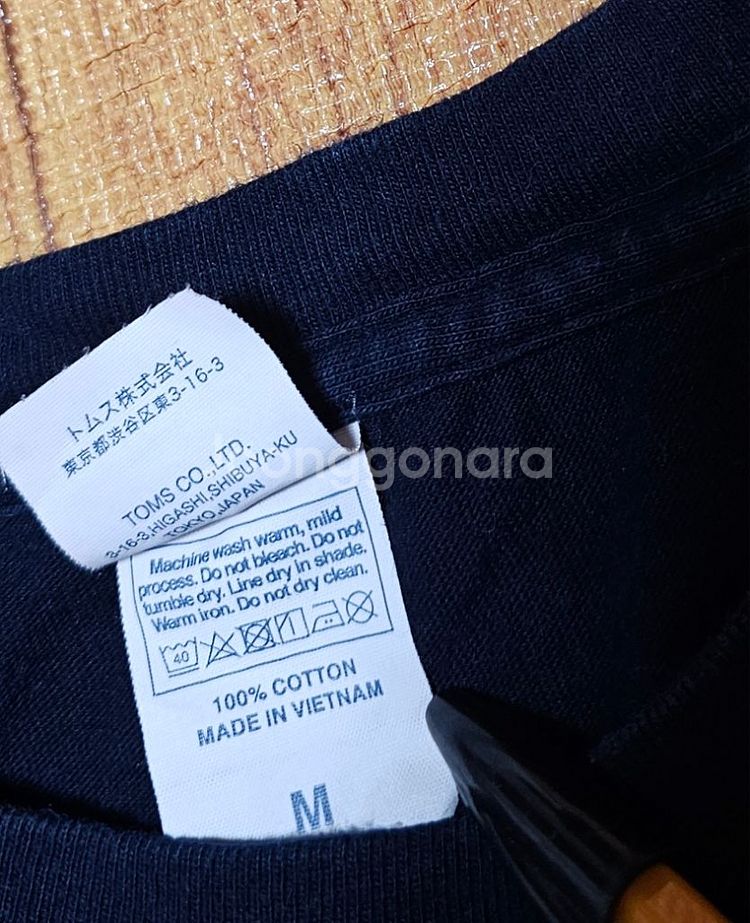 トムス株式会社
東京都渋谷区東3-16-3
TOMS CO.,LTD.
3-16-3,HIGASHI,SHIBUYA-KU
TOKYO,JAPAN
Machine wash warm, mild
process. Do not bleach. Do not
tumble dry. Line dry in shade.
Warm iron. Do not dry clean.
40
100% COTTON
MADE IN VIETNAM
M